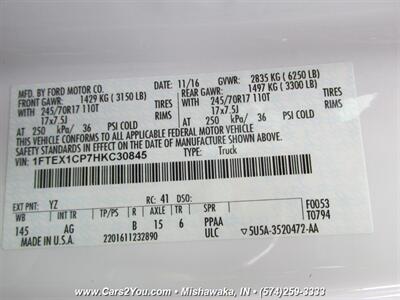 MFD. BY FORD MOTOR CO.
DATE: 11/16 GVWR: 2835 KG ( 6250 LB)
FRONT GAWR: 1429 KG ( 3150 LB) REAR GAWR: 1497 KG ( 3300 LB)
WITH 245/70R17 110T TIRES WITH 245/70R17 110T TIRES
17x7.5J RIMS 17x7.5J RIMS
AT 250 kPa/ 36 PSI COLD AT 250 kPa/ 36 PSI COLD
THIS VEHICLE CONFORMS TO ALL APPLICABLE FEDERAL MOTOR VEHICLE
SAFETY STANDARDS IN EFFECT ON THE DATE OF MANUFACTURE SHOWN ABOVE.
VIN: 1FTEX1CP7HKC30845 TYPE: Truck
EXT PNT: YZ RC: 41 DSO: F0053
WB INT TR TP/PS R AXLE TR SPR T0794
145 AG B 15 6 PPAA
MADE IN U.S.A. 2201611232890 ULC ▽5U5A-3520472-AA
www.Cars2You.com - Mishawaka, IN - (574)-259-3333